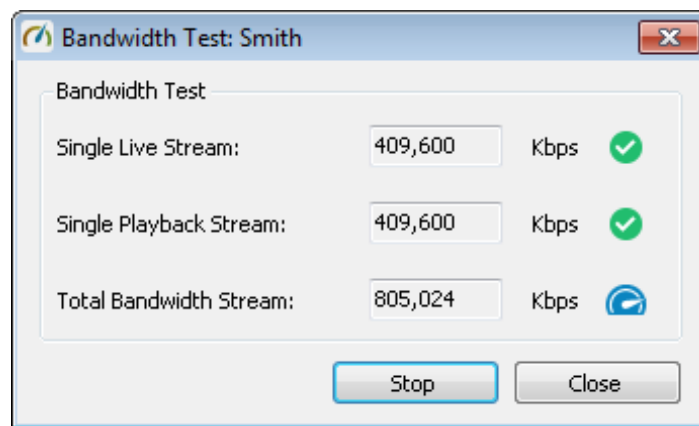 Bandwidth Test: Smith
Bandwidth Test
Single Live Stream: 409,600 Kbps
Single Playback Stream: 409,600 Kbps
Total Bandwidth Stream: 805,024 Kbps
Stop Close